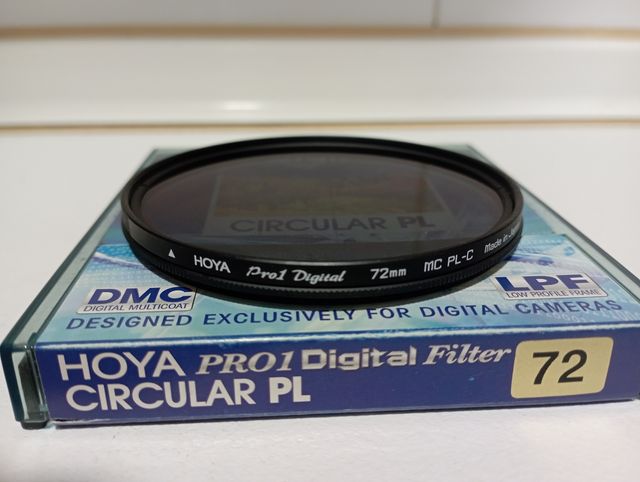 CIRCULAR PL
▲ HOYA Pro1 Digital 72mm MC PL-C Made in
DMC
DIGITAL MULTICOAT
LPF
LOW PROFILE FRAME
DESIGNED EXCLUSIVELY FOR DIGITAL CAMERAS
HOYA PRO1 Digital Filter
CIRCULAR PL
72